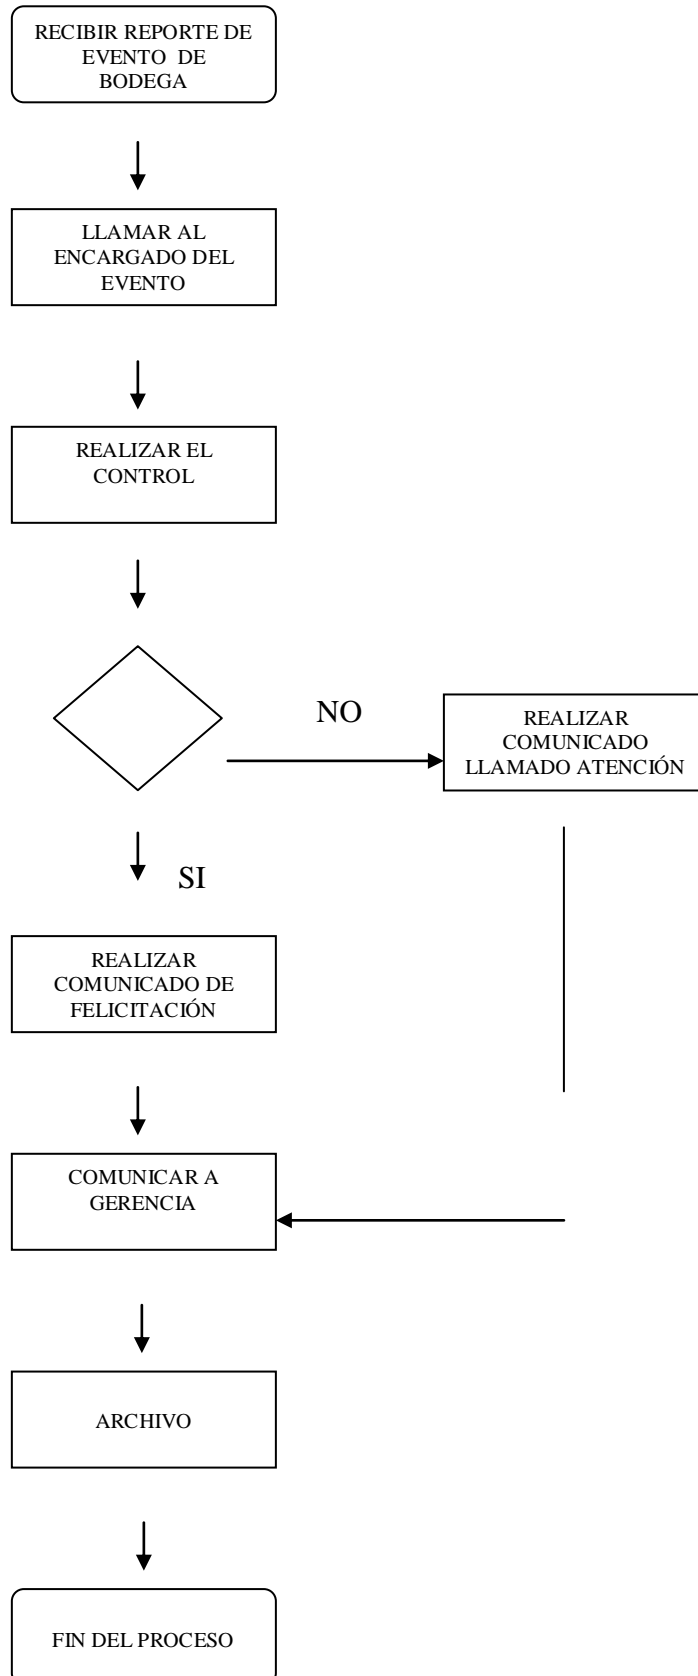 RECIBIR REPORTE DE
EVENTO DE
BODEGA
LLAMAR AL
ENCARGADO DEL
EVENTO
REALIZAR EL
CONTROL
NO
REALIZAR
COMUNICADO
LLAMADO ATENCIÓN
SI
REALIZAR
COMUNICADO DE
FELICITACIÓN
COMUNICAR A
GERENCIA
ARCHIVO
FIN DEL PROCESO